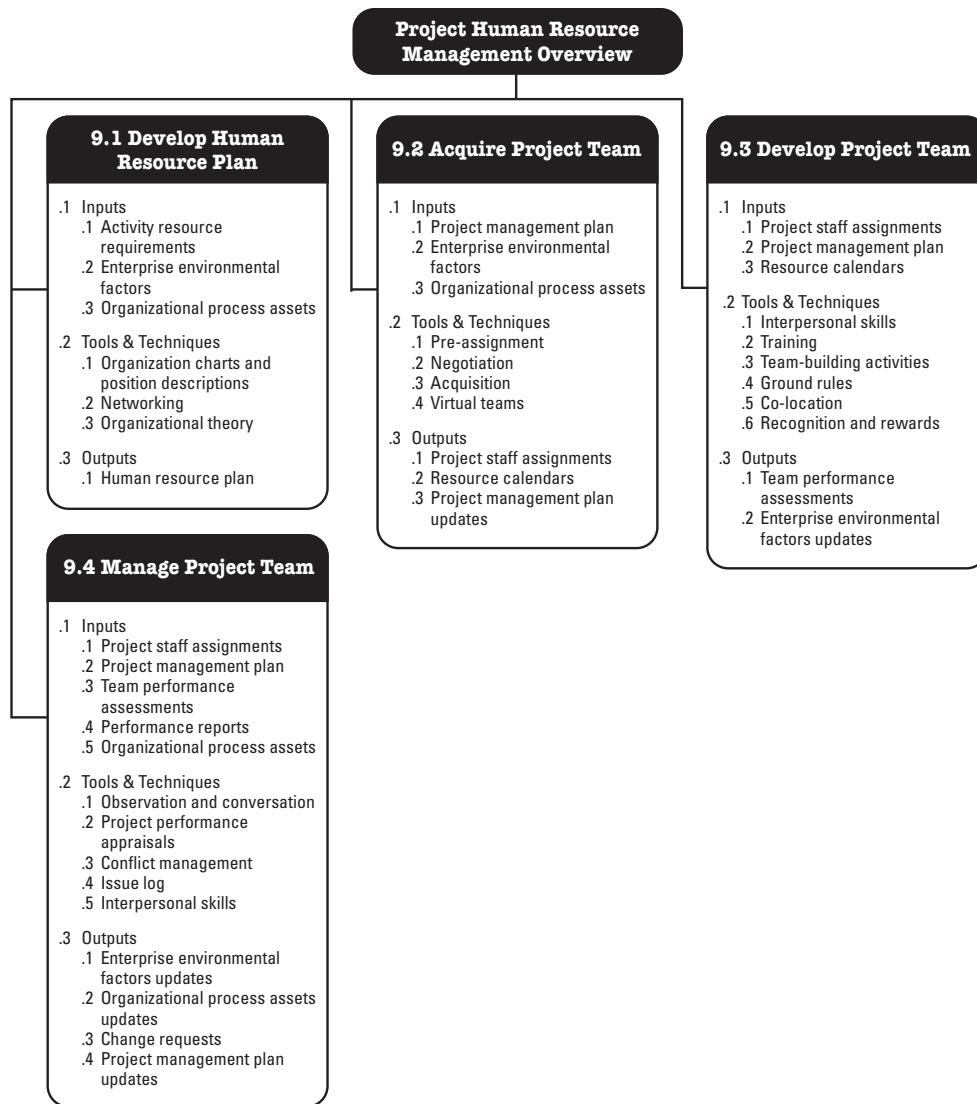 Project Human Resource
Management Overview
9.1 Develop Human
Resource Plan
.1 Inputs
.1 Activity resource
requirements
.2 Enterprise environmental
factors
.3 Organizational process assets
.2 Tools & Techniques
.1 Organization charts and
position descriptions
.2 Networking
.3 Organizational theory
.3 Outputs
.1 Human resource plan
9.2 Acquire Project Team
.1 Inputs
.1 Project management plan
.2 Enterprise environmental
factors
.3 Organizational process assets
.2 Tools & Techniques
.1 Pre-assignment
.2 Negotiation
.3 Acquisition
.4 Virtual teams
.3 Outputs
.1 Project staff assignments
.2 Resource calendars
.3 Project management plan
updates
9.3 Develop Project Team
.1 Inputs
.1 Project staff assignments
.2 Project management plan
.3 Resource calendars
.2 Tools & Techniques
.1 Interpersonal skills
.2 Training
.3 Team-building activities
.4 Ground rules
.5 Co-location
.6 Recognition and rewards
.3 Outputs
.1 Team performance
assessments
.2 Enterprise environmental
factors updates
9.4 Manage Project Team
.1 Inputs
.1 Project staff assignments
.2 Project management plan
.3 Team performance
assessments
.4 Performance reports
.5 Organizational process assets
.2 Tools & Techniques
.1 Observation and conversation
.2 Project performance
appraisals
.3 Conflict management
.4 Issue log
.5 Interpersonal skills
.3 Outputs
.1 Enterprise environmental
factors updates
.2 Organizational process assets
updates
.3 Change requests
.4 Project management plan
updates